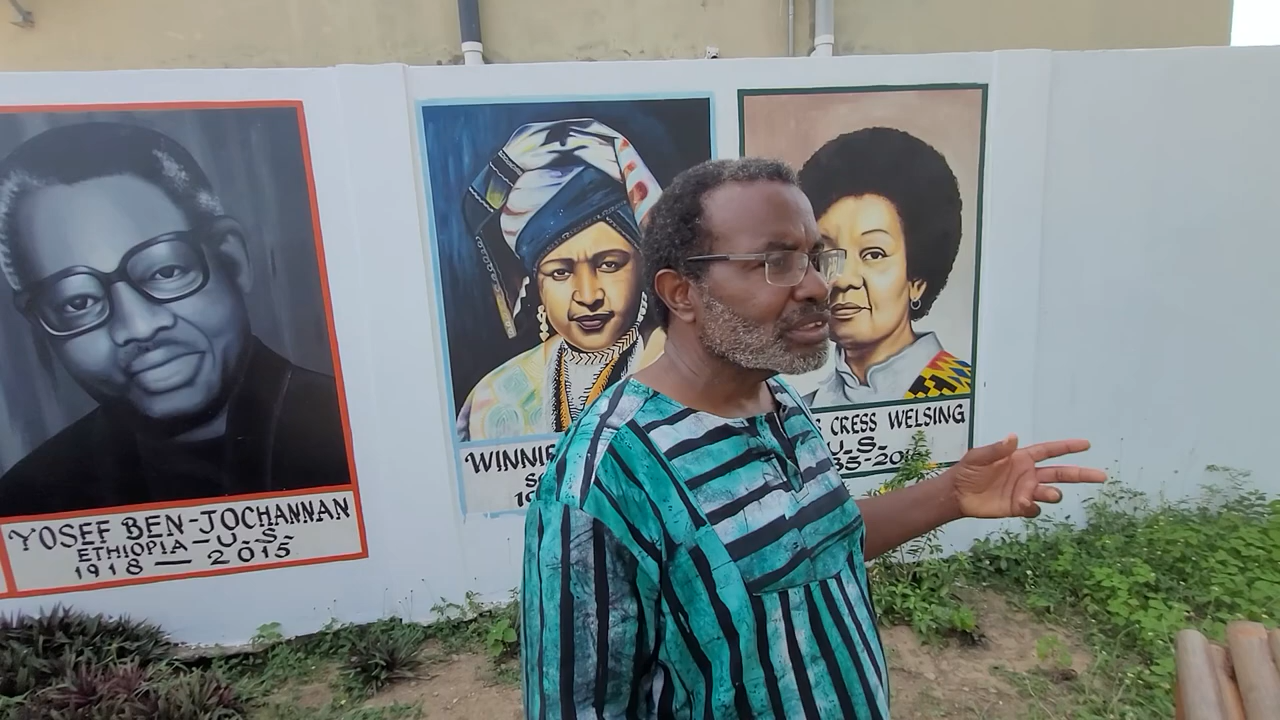 YOSEF BEN-JOCHANNAN
ETHIOPIA - U.S.
1918 — 2015
WINNIE
CRESS WELSING
U.S.